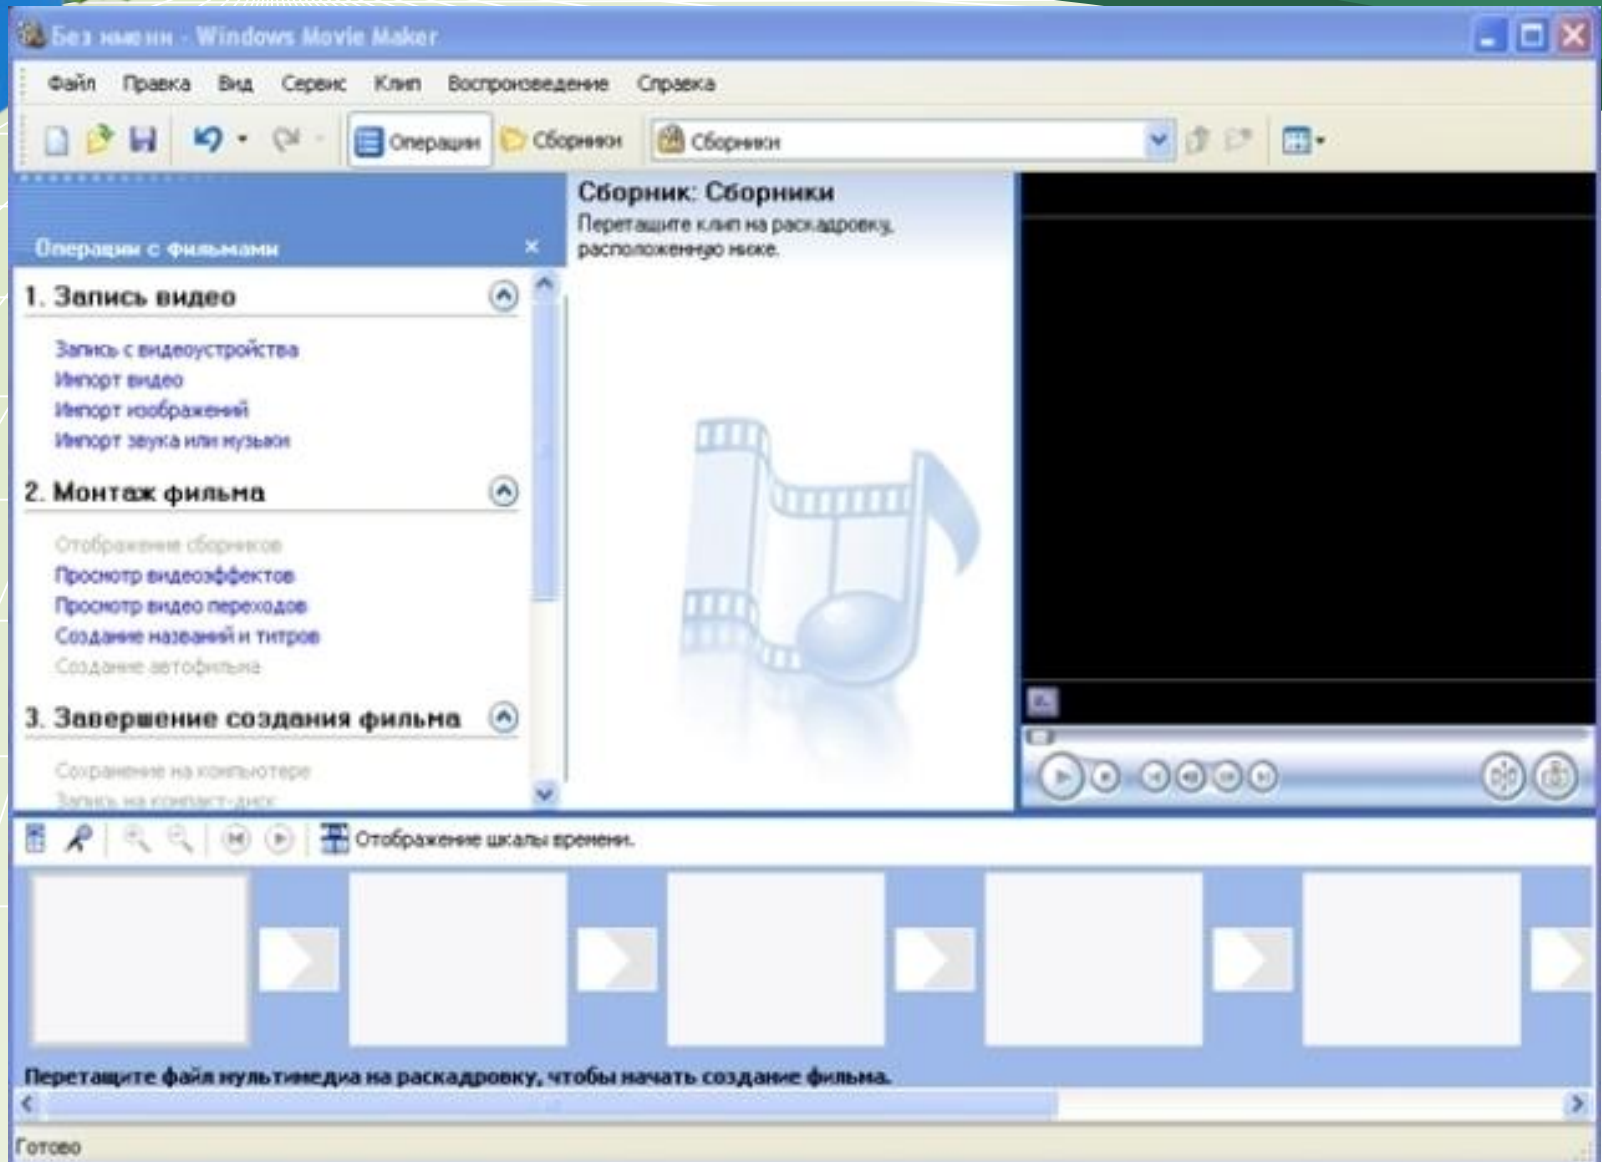 Без имени - Windows Movie Maker
Файл Правка Вид Сервис Клип Воспроизведение Справка
Операции Сборники Сборники
Операции с фильмами
1. Запись видео
Запись с видеоустройства
Импорт видео
Импорт изображений
Импорт звука или музыки
2. Монтаж фильма
Отображение сборников
Просмотр видеоэффектов
Просмотр видео переходов
Создание названий и титров
Создание автофильма
3. Завершение создания фильма
Сохранение на компьютере
Запись на компакт-диск
Сборник: Сборники
Перетащите клип на раскадровку,
расположенную ниже.
Отображение шкалы времени.
Перетащите файл мультимедиа на раскадровку, чтобы начать создание фильма.
Готово